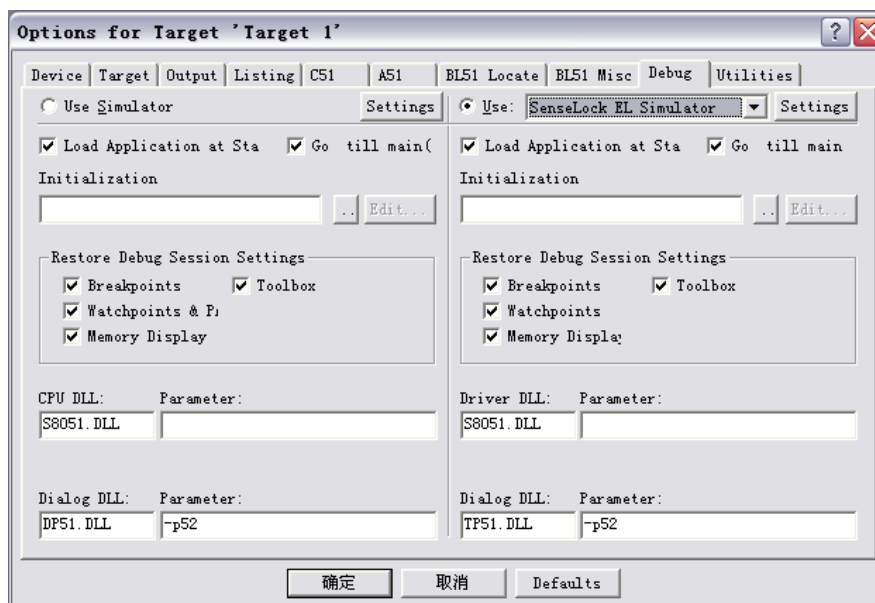 Options for Target 'Target 1'
Device Target Output Listing C51 A51 BL51 Locate BL51 Misc Debug Utilities
Use Simulator Settings Use: SenseLock EL Simulator Settings
Load Application at Sta Go till main( Load Application at Sta Go till main
Initialization Initialization
.. Edit... .. Edit...
Restore Debug Session Settings Restore Debug Session Settings
Breakpoints Toolbox Breakpoints Toolbox
Watchpoints & Pa Watchpoints
Memory Display Memory Display
CPU DLL: Parameter: Driver DLL: Parameter:
S8051.DLL S8051.DLL
Dialog DLL: Parameter: Dialog DLL: Parameter:
DP51.DLL -p52 TP51.DLL -p52
确定 取消 Defaults